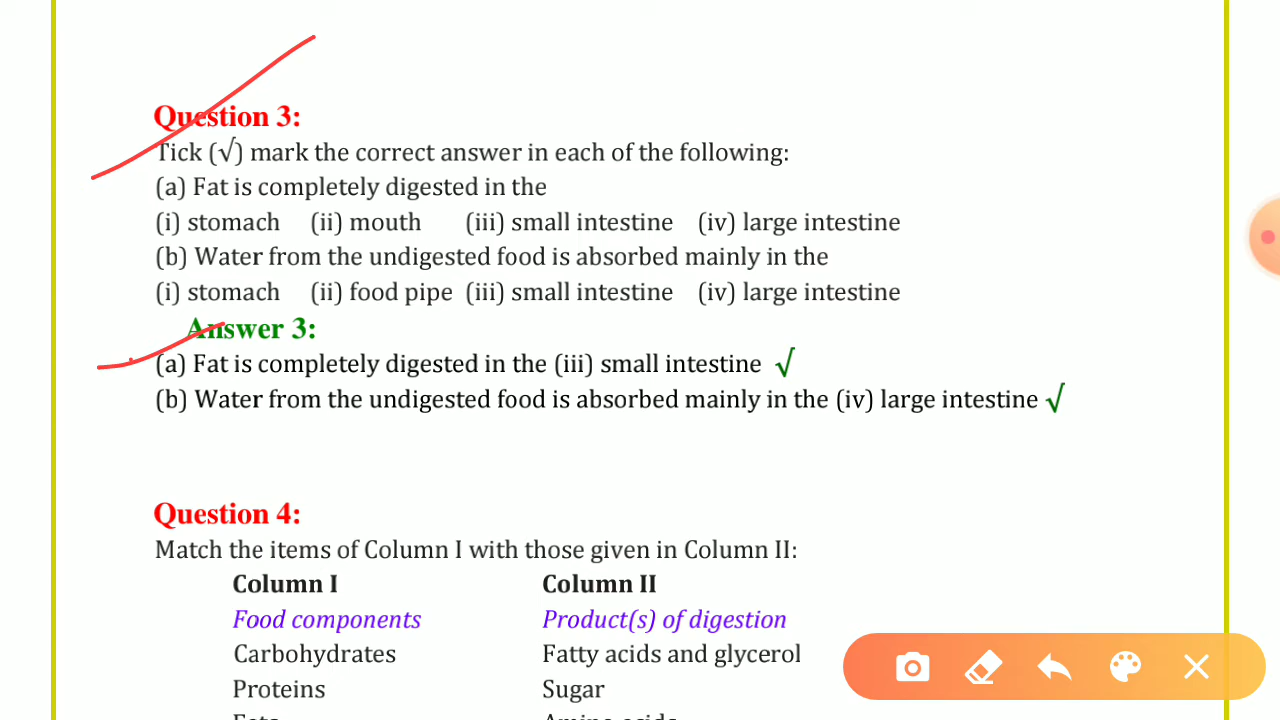 Question 3:
Tick (√) mark the correct answer in each of the following:
(a) Fat is completely digested in the
(i) stomach (ii) mouth (iii) small intestine (iv) large intestine
(b) Water from the undigested food is absorbed mainly in the
(i) stomach (ii) food pipe (iii) small intestine (iv) large intestine
Answer 3:
(a) Fat is completely digested in the (iii) small intestine √
(b) Water from the undigested food is absorbed mainly in the (iv) large intestine √
Question 4:
Match the items of Column I with those given in Column II:
Column I Column II
Food components Product(s) of digestion
Carbohydrates Fatty acids and glycerol
Proteins Sugar
Fats Amino acids